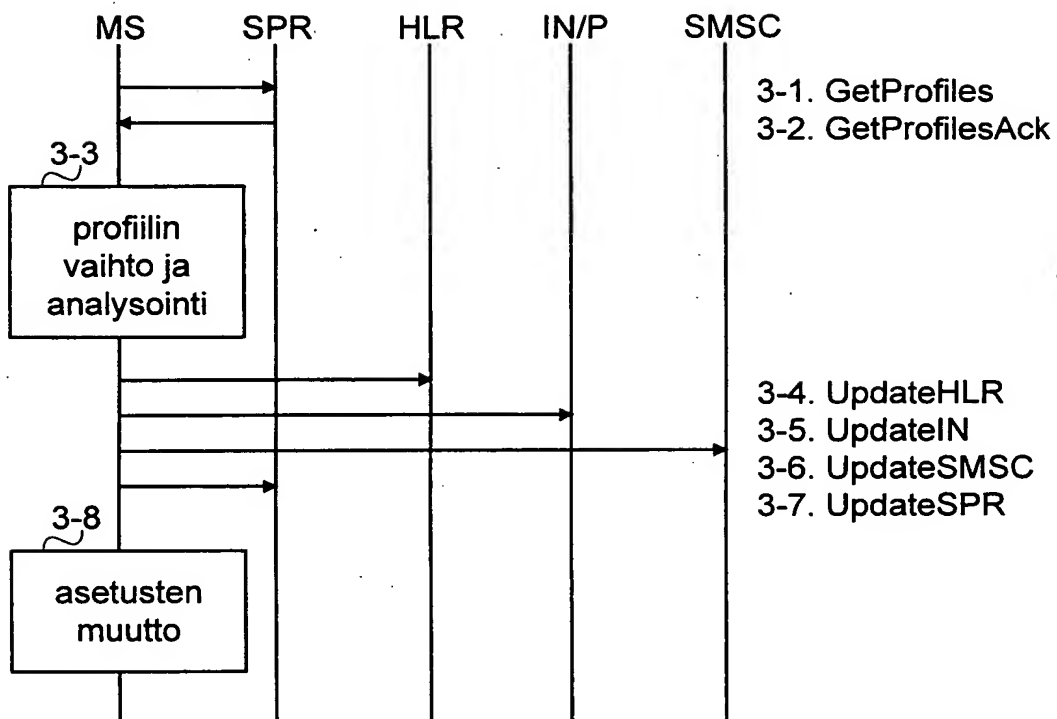 MS SPR HLR IN/P SMSC
3-1. GetProfiles
3-2. GetProfilesAck
3-3
profiilin
vaihto ja
analysointi
3-4. UpdateHLR
3-5. UpdateIN
3-6. UpdateSMSC
3-7. UpdateSPR
3-8
asetusten
muutto